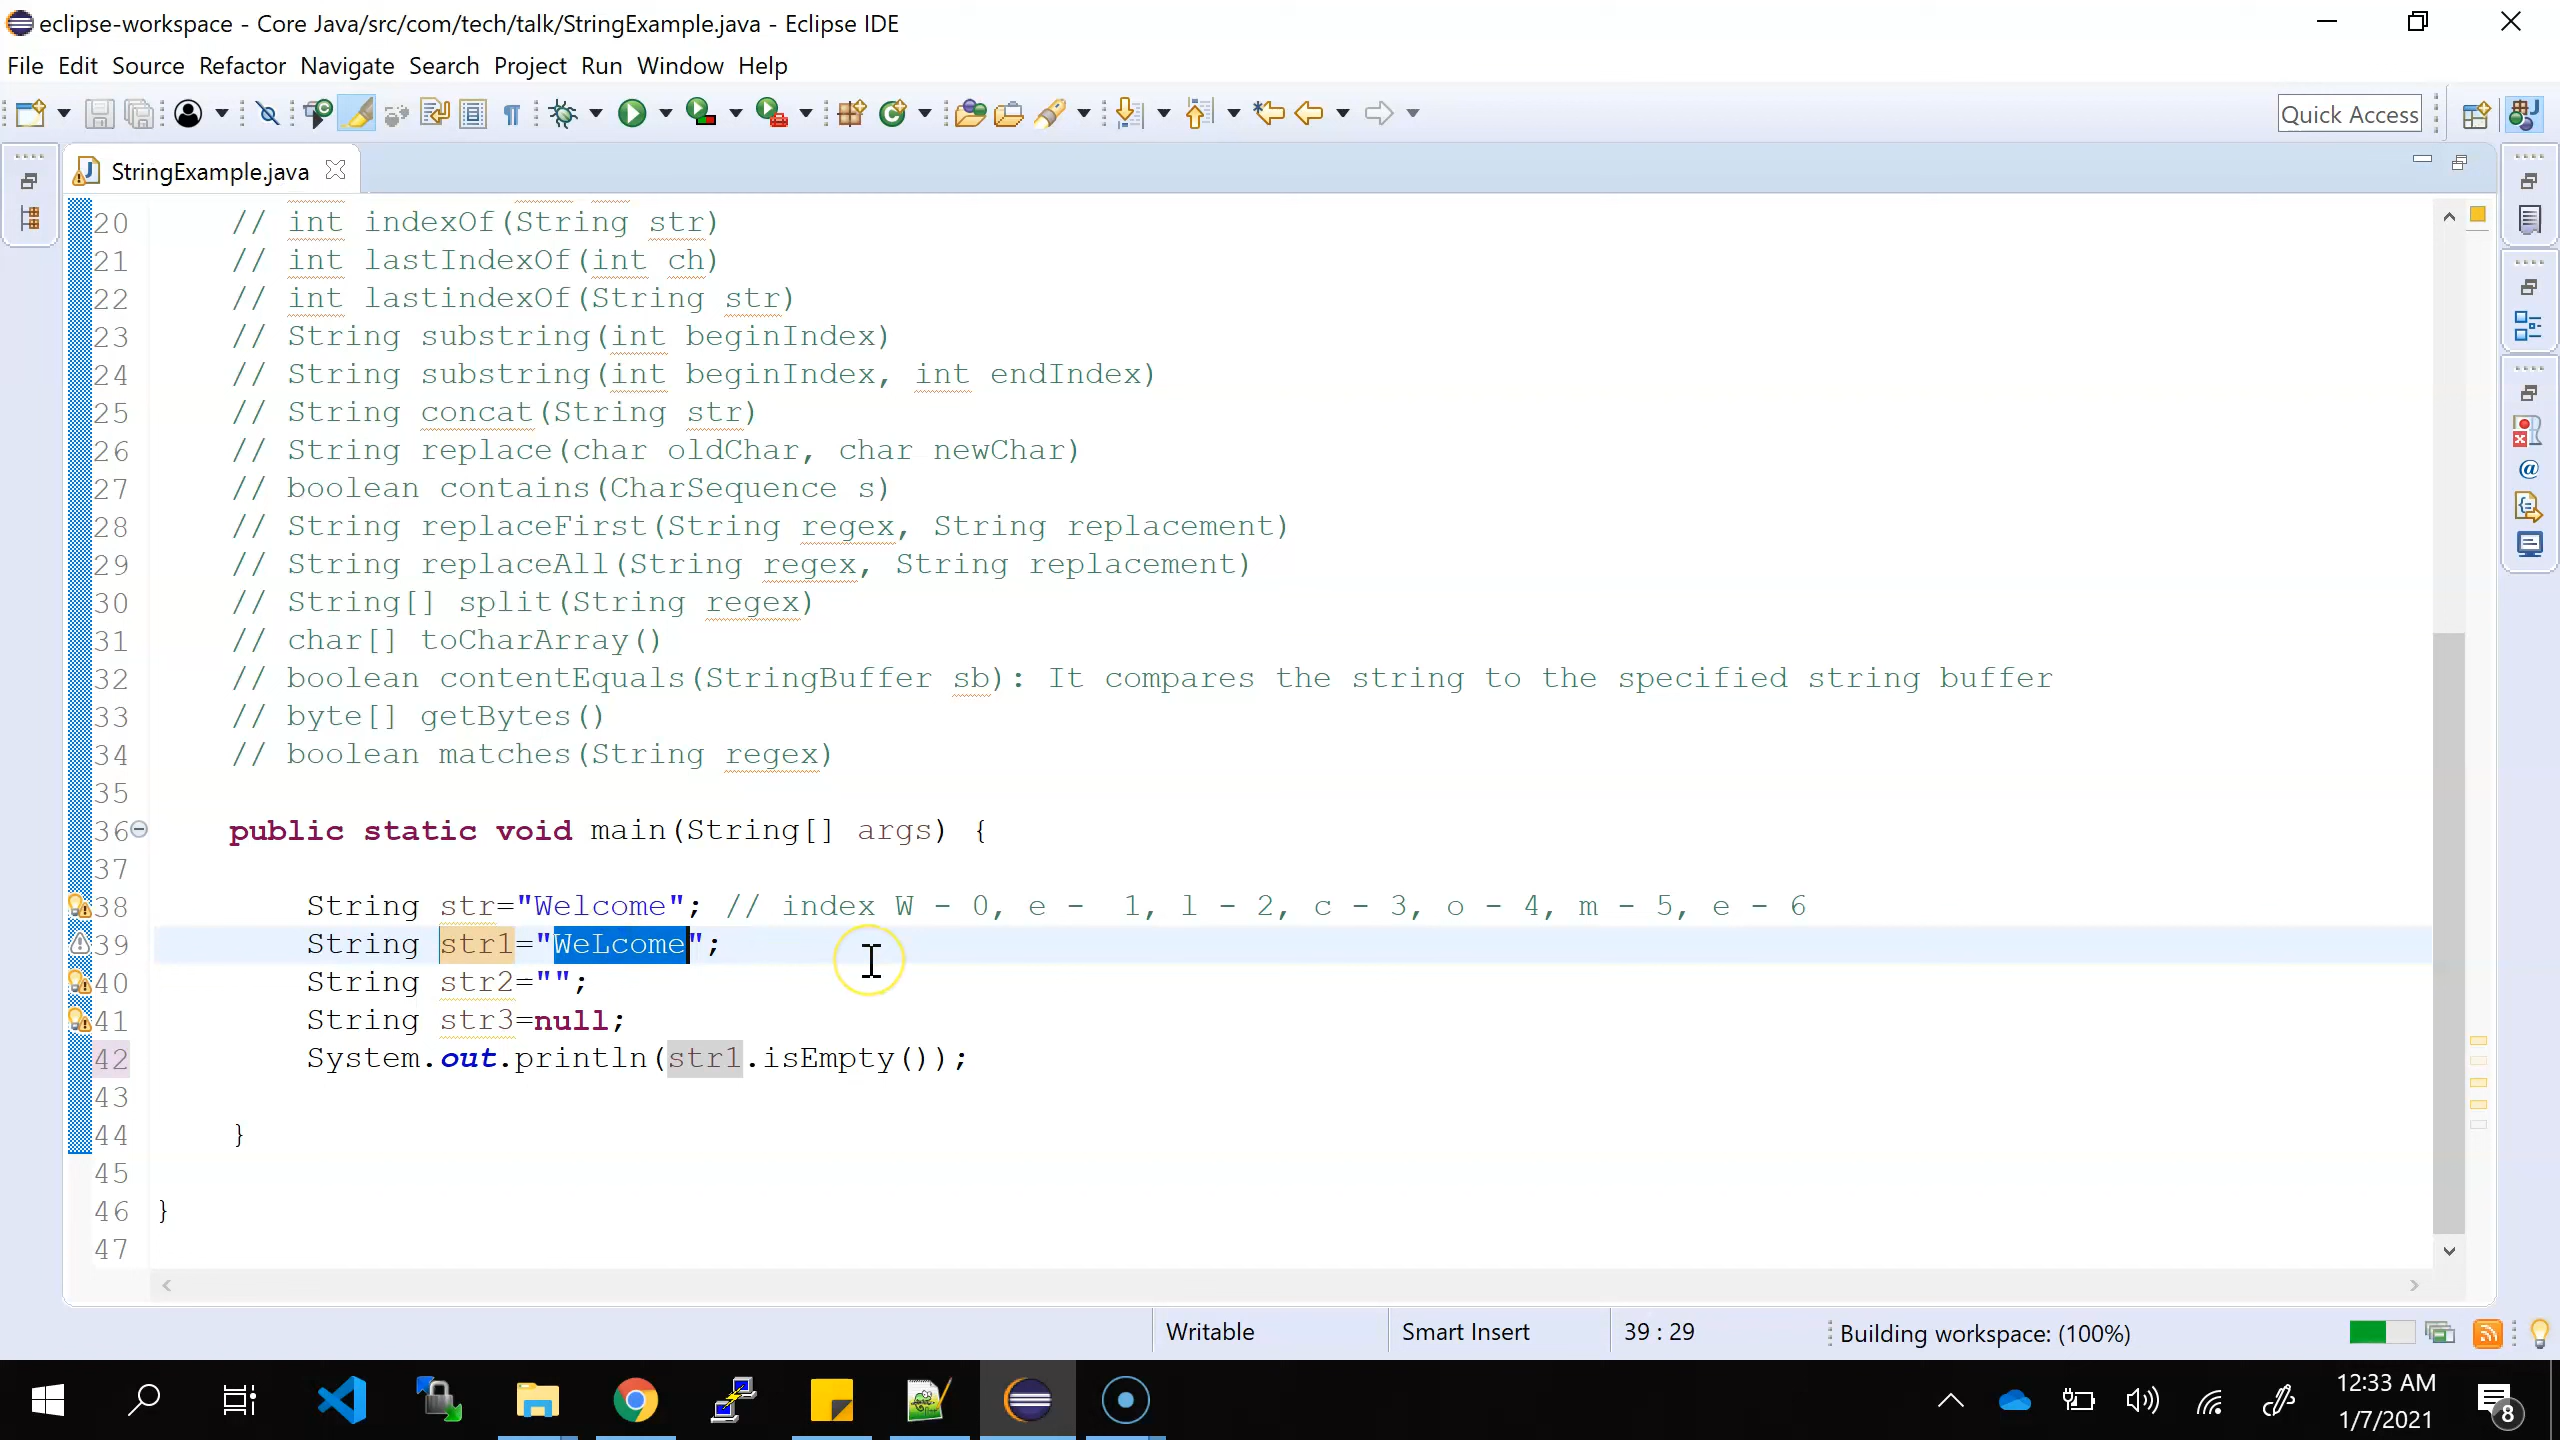 eclipse-workspace - Core Java/src/com/tech/talk/StringExample.java - Eclipse IDE
File Edit Source Refactor Navigate Search Project Run Window Help
Quick Access
StringExample.java
20 // int indexOf(String str)
21 // int lastIndexOf(int ch)
22 // int lastindexOf(String str)
23 // String substring(int beginIndex)
24 // String substring(int beginIndex, int endIndex)
25 // String concat(String str)
26 // String replace(char oldChar, char newChar)
27 // boolean contains(CharSequence s)
28 // String replaceFirst(String regex, String replacement)
29 // String replaceAll(String regex, String replacement)
30 // String[] split(String regex)
31 // char[] toCharArray()
32 // boolean contentEquals(StringBuffer sb): It compares the string to the specified string buffer
33 // byte[] getBytes()
34 // boolean matches(String regex)
35
36 public static void main(String[] args) {
37
38 String str="Welcome"; // index W - 0, e -  1, l - 2, c - 3, o - 4, m - 5, e - 6
39 String str1="WeLcome";
40 String str2="";
41 String str3=null;
42 System.out.println(str1.isEmpty());
43
44 }
45
46 }
47
Writable Smart Insert 39 : 29 Building workspace: (100%)
12:33 AM
1/7/2021
8